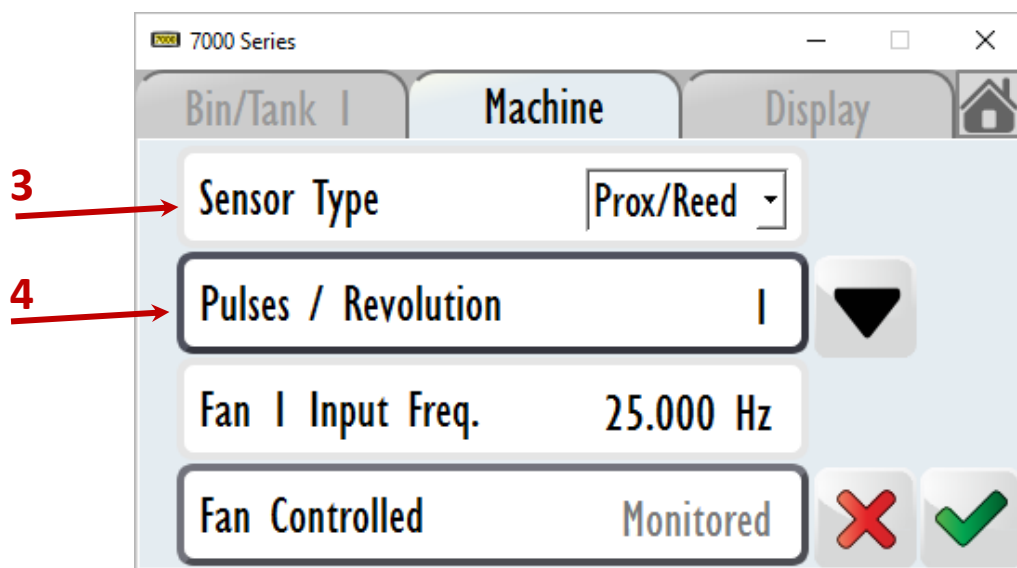 7000 7000 Series
Bin/Tank 1 Machine Display
3 Sensor Type Prox/Reed
4 Pulses / Revolution 1
Fan 1 Input Freq. 25.000 Hz
Fan Controlled Monitored